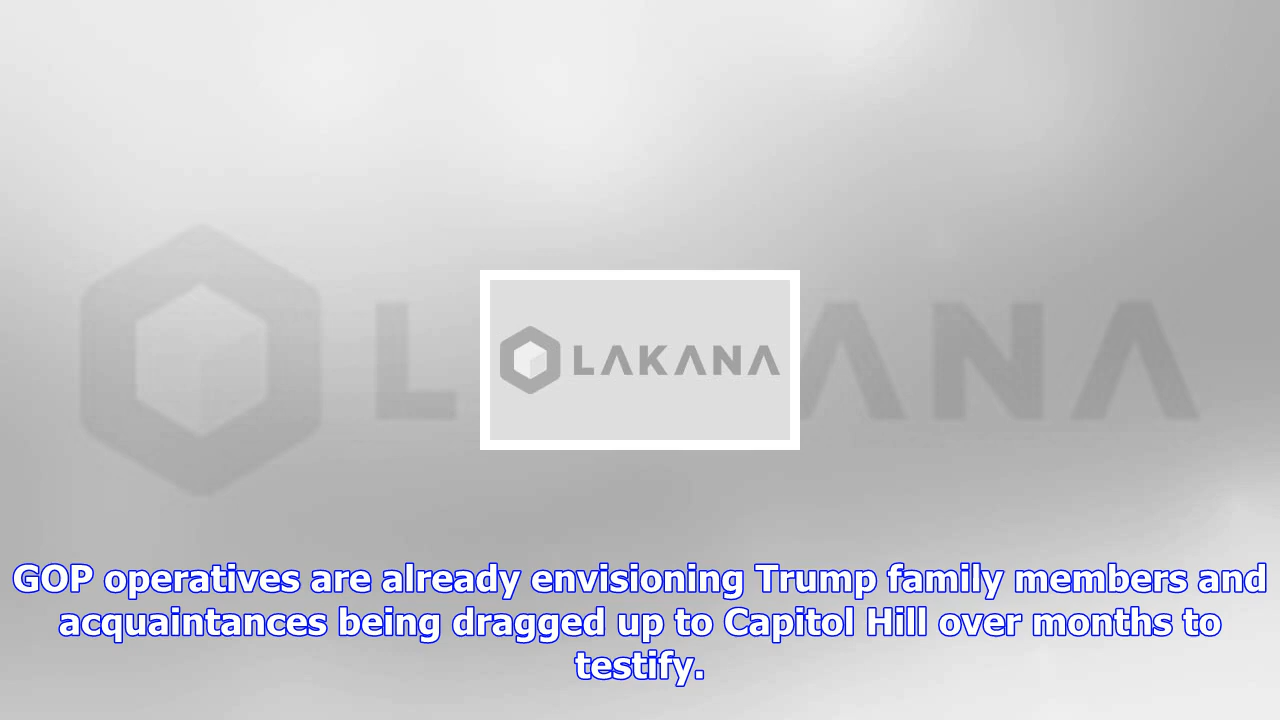 LAKANA
LAKANA
GOP operatives are already envisioning Trump family members and
acquaintances being dragged up to Capitol Hill over months to
testify.